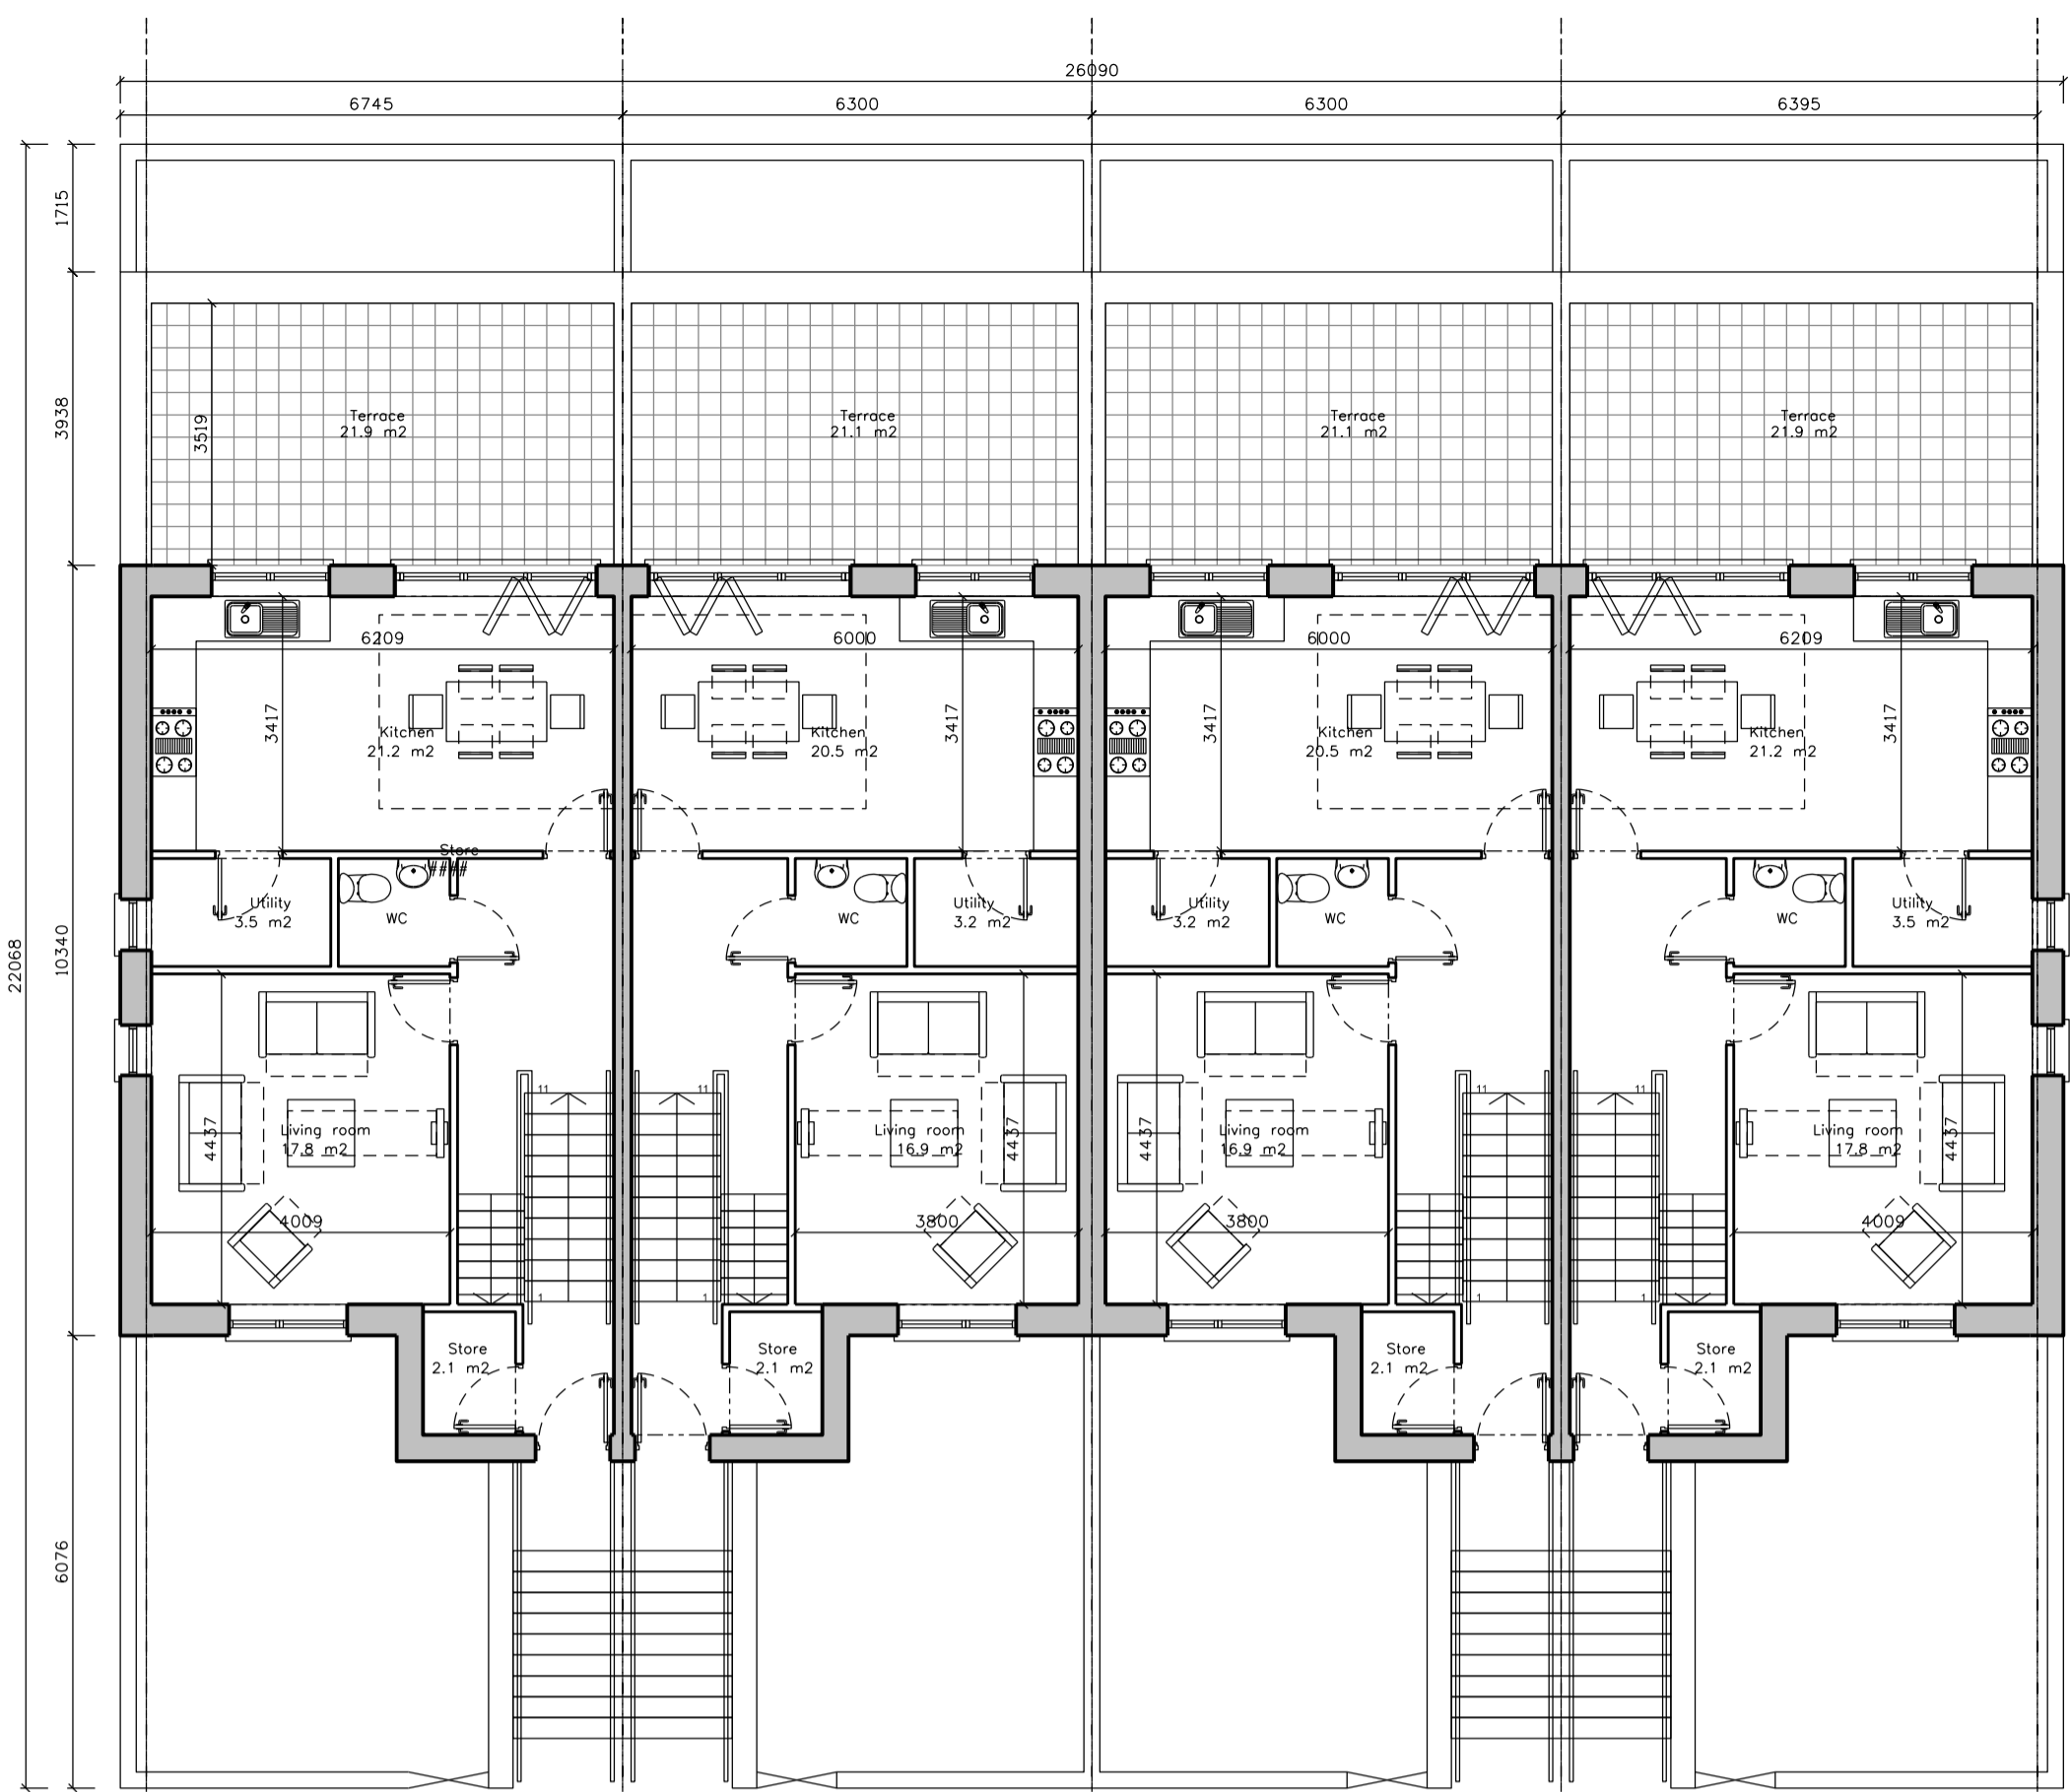 26090
6745 6300 6300 6395
1715
3938
10340
6076
22068
3519
Terrace
21.9 m2
Terrace
21.1 m2
Terrace
21.1 m2
Terrace
21.9 m2
6209 6000 6000 6209
3417 3417 3417 3417
Kitchen
21.2 m2
Kitchen
20.5 m2
Kitchen
20.5 m2
Kitchen
21.2 m2
Store
####
Utility
3.5 m2
WC
WC
Utility
3.2 m2
Utility
3.2 m2
WC
WC
Utility
3.5 m2
11 11 11 11
Living room
17.8 m2
Living room
16.9 m2
Living room
16.9 m2
Living room
17.8 m2
4437 4437 4437 4437
4009 3800 3800 4009
1 1 1 1
Store
2.1 m2
Store
2.1 m2
Store
2.1 m2
Store
2.1 m2